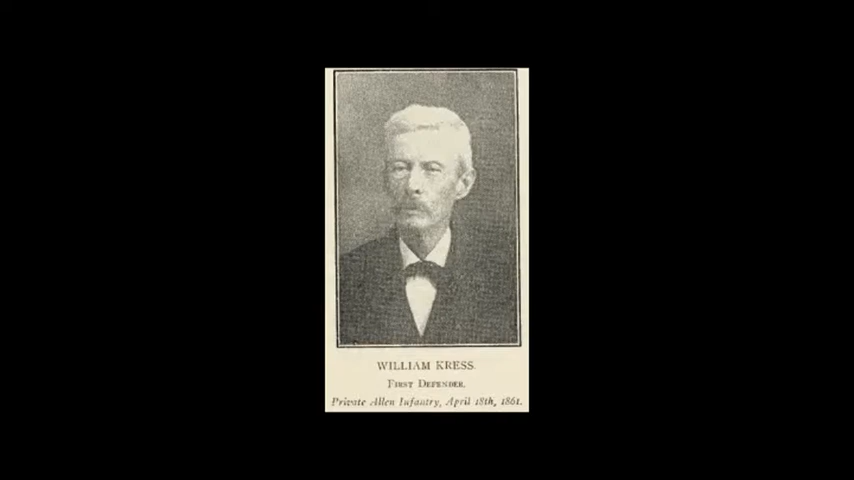 WILLIAM KRESS.
FIRST DEFENDER.
Private Allen Infantry, April 18th, 1861.